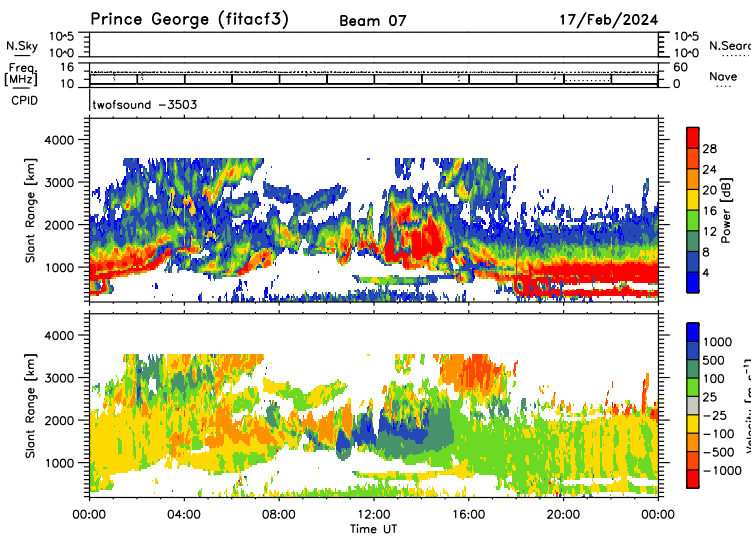 Prince George (fitacf3) Beam 07 17/Feb/2024
N.Sky 10^5 10^0 10^5 10^0 N.Sear
Freq [MHz] 16 10 60 0 Nave
CPID twofsound -3503
Slant Range [km] 4000 3000 2000 1000
Power [dB] 28 24 20 16 12 8 4
Slant Range [km] 4000 3000 2000 1000
Velocity [m s^-1] 1000 500 100 25 -25 -100 -500 -1000
00:00 04:00 08:00 12:00 16:00 20:00 00:00
Time UT